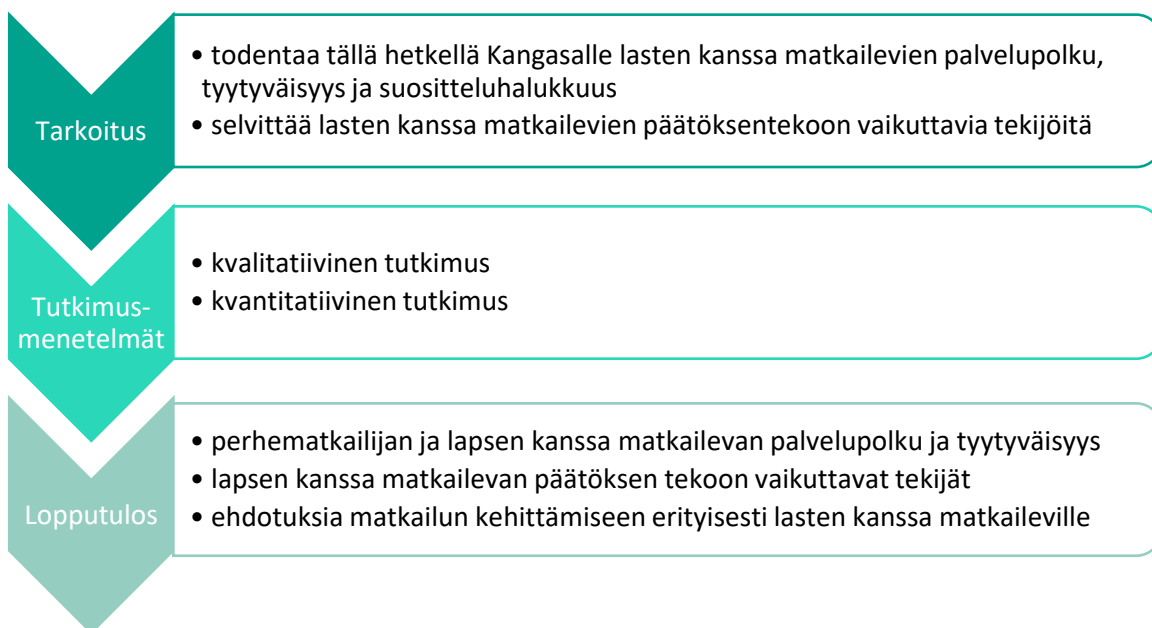 Tarkoitus
• todentaa tällä hetkellä Kangasalle lasten kanssa matkailevien palvelupolku,
tyytyväisyys ja suositteluhalukkuus
• selvittää lasten kanssa matkailevien päätöksentekoon vaikuttavia tekijöitä
Tutkimus-
menetelmät
• kvalitatiivinen tutkimus
• kvantitatiivinen tutkimus
Lopputulos
• perhematkailijan ja lapsen kanssa matkailevan palvelupolku ja tyytyväisyys
• lapsen kanssa matkailevan päätöksen tekoon vaikuttavat tekijät
• ehdotuksia matkailun kehittämiseen erityisesti lasten kanssa matkaileville